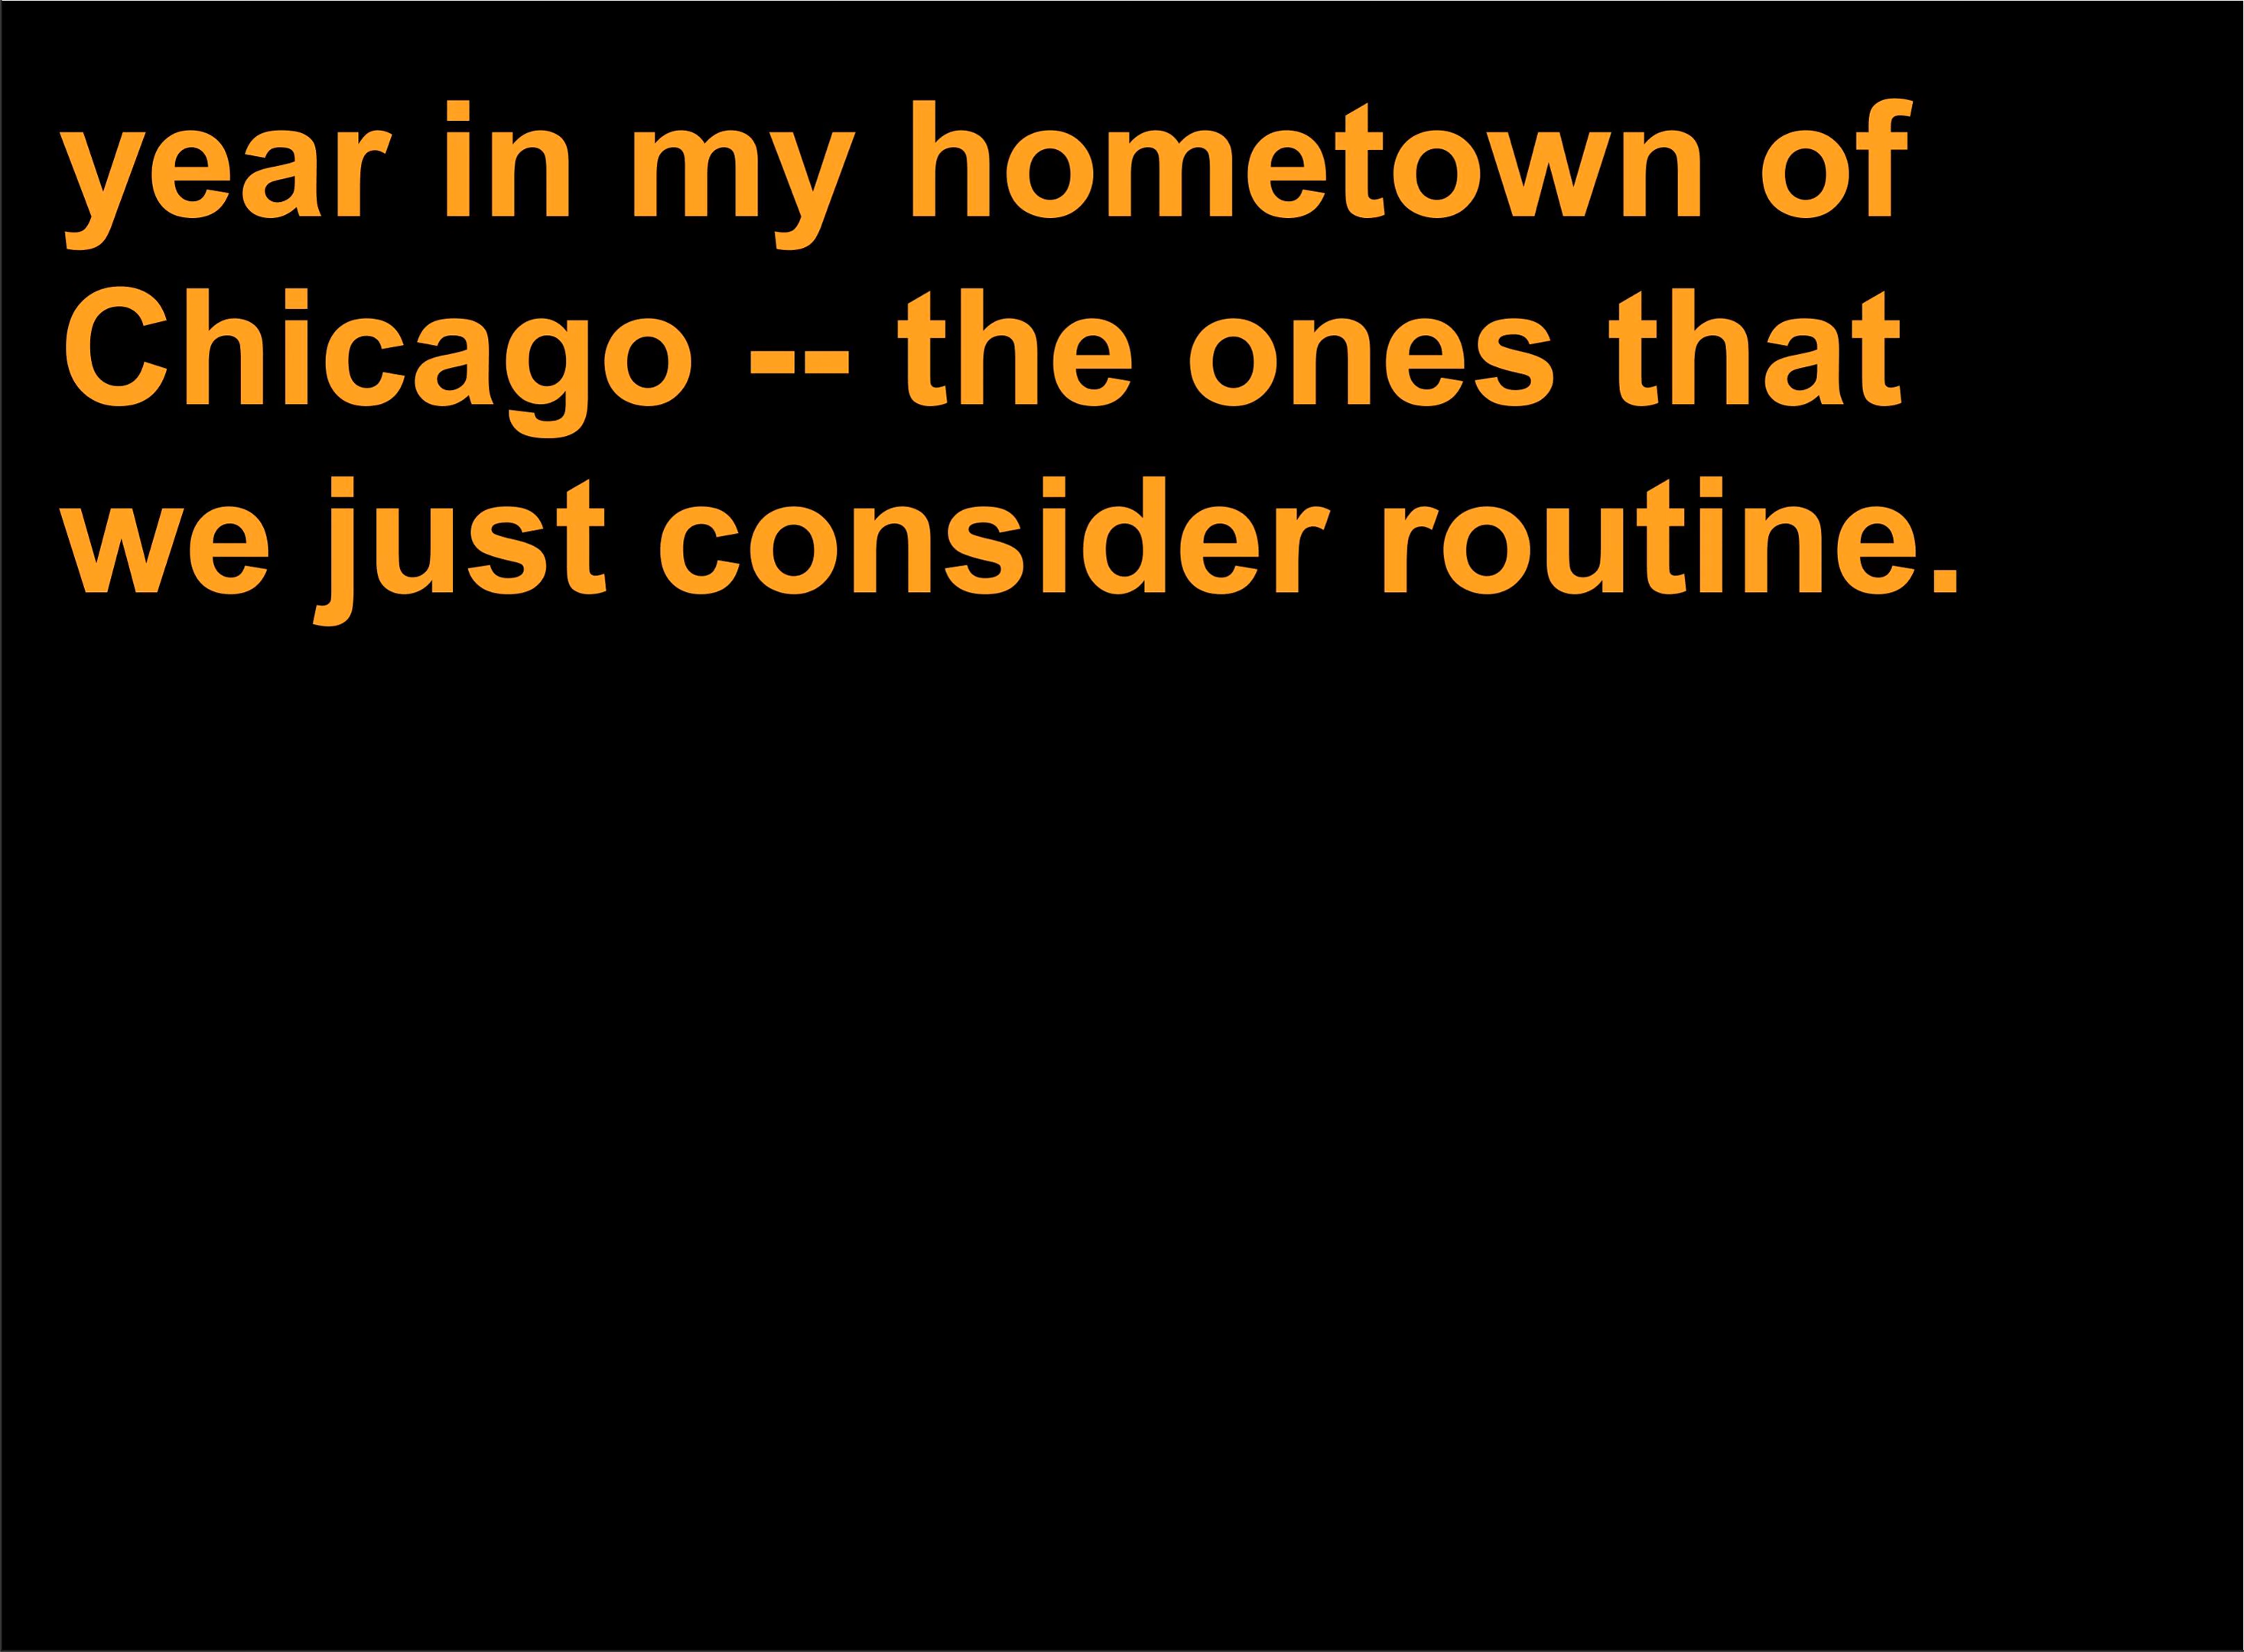 year in my hometown of
Chicago -- the ones that
we just consider routine.